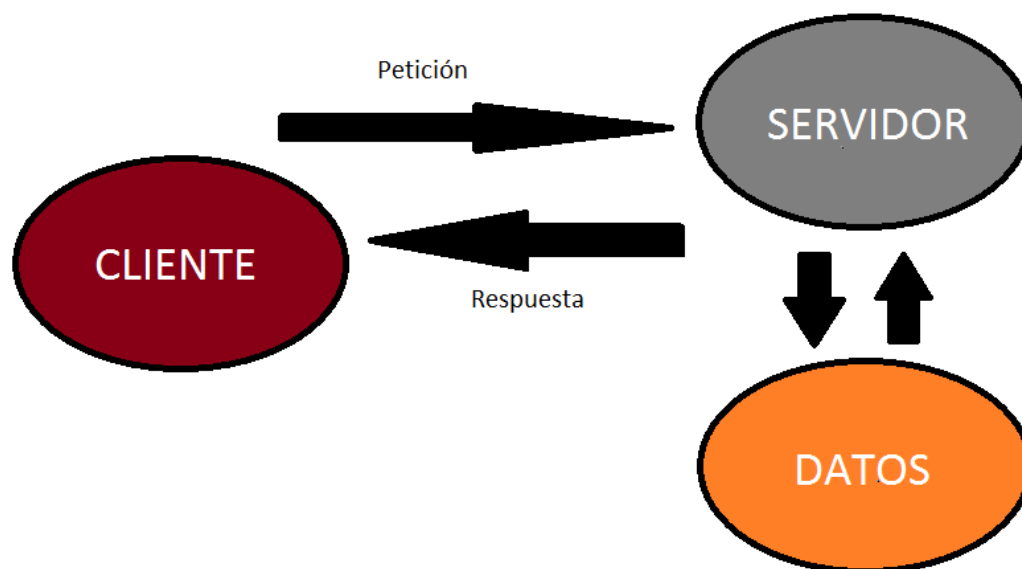 Petición
SERVIDOR
CLIENTE
Respuesta
DATOS